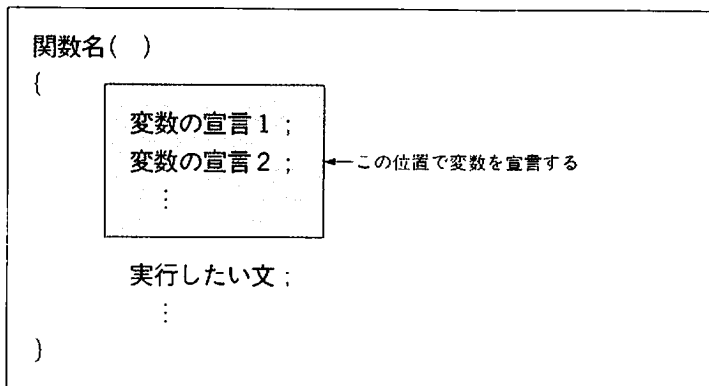 関数名( )
{
変数の宣言1;
変数の宣言2; ←この位置で変数を宣言する
⋮
実行したい文;
⋮
}